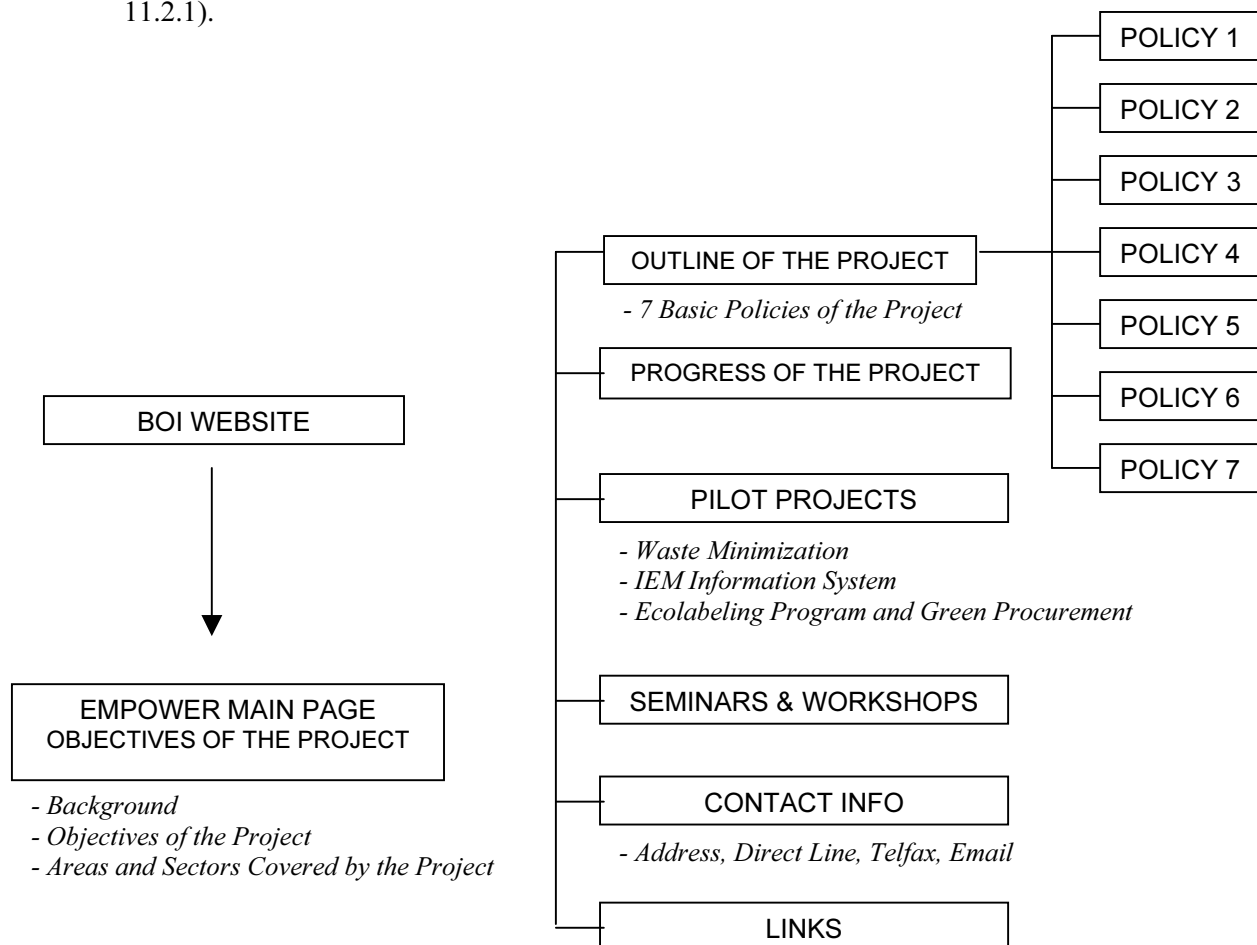 11.2.1).
BOI WEBSITE
EMPOWER MAIN PAGE
OBJECTIVES OF THE PROJECT
- Background
- Objectives of the Project
- Areas and Sectors Covered by the Project
OUTLINE OF THE PROJECT
- 7 Basic Policies of the Project
PROGRESS OF THE PROJECT
PILOT PROJECTS
- Waste Minimization
- IEM Information System
- Ecolabeling Program and Green Procurement
SEMINARS & WORKSHOPS
CONTACT INFO
- Address, Direct Line, Telfax, Email
LINKS
POLICY 1
POLICY 2
POLICY 3
POLICY 4
POLICY 5
POLICY 6
POLICY 7